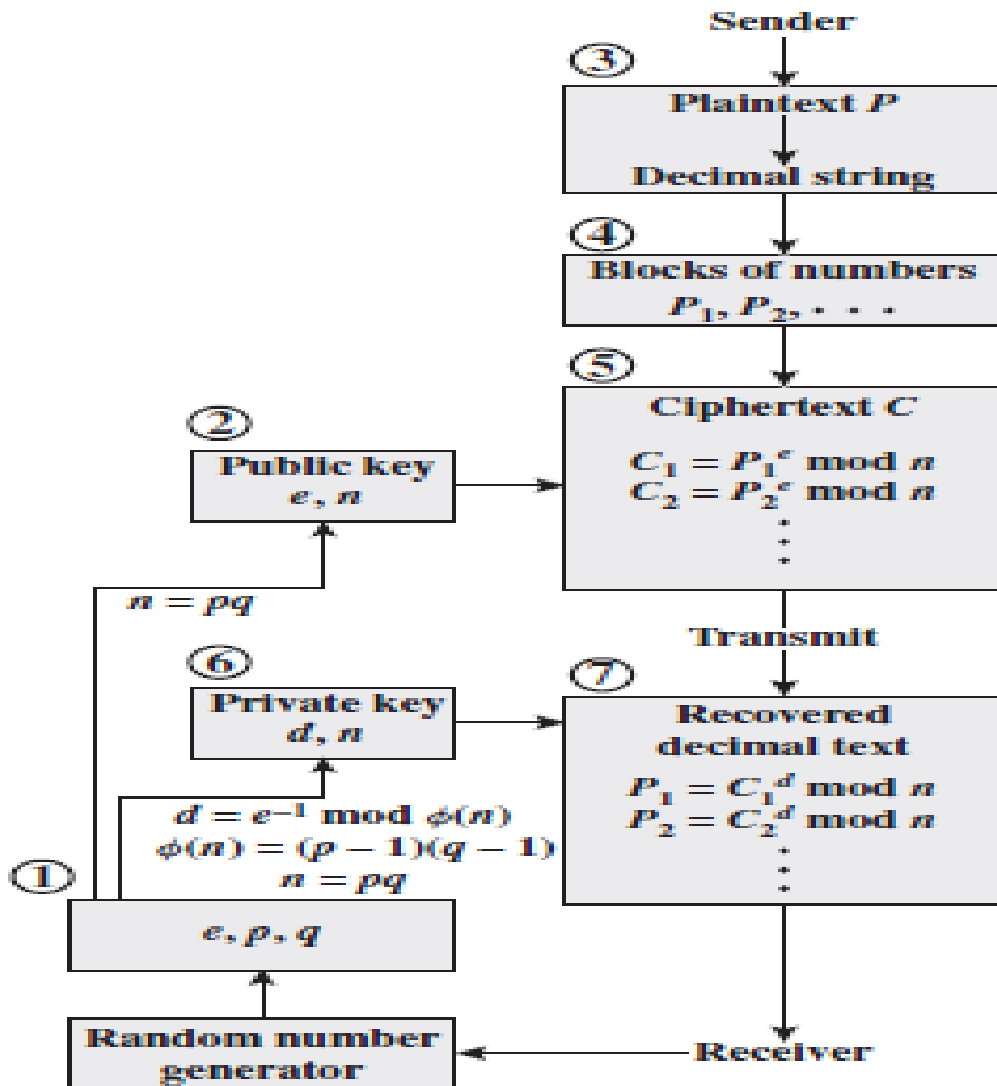 Sender
③
Plaintext P
Decimal string
④
Blocks of numbers
P₁, P₂, . . .
⑤
Ciphertext C
C₁ = P₁ᵉ mod n
C₂ = P₂ᵉ mod n
②
Public key
e, n
n = pq
Transmit
⑥
Private key
d, n
⑦
Recovered
decimal text
P₁ = C₁ᵈ mod n
P₂ = C₂ᵈ mod n
d = e⁻¹ mod ϕ(n)
ϕ(n) = (p − 1)(q − 1)
n = pq
①
e, p, q
Random number
generator
Receiver